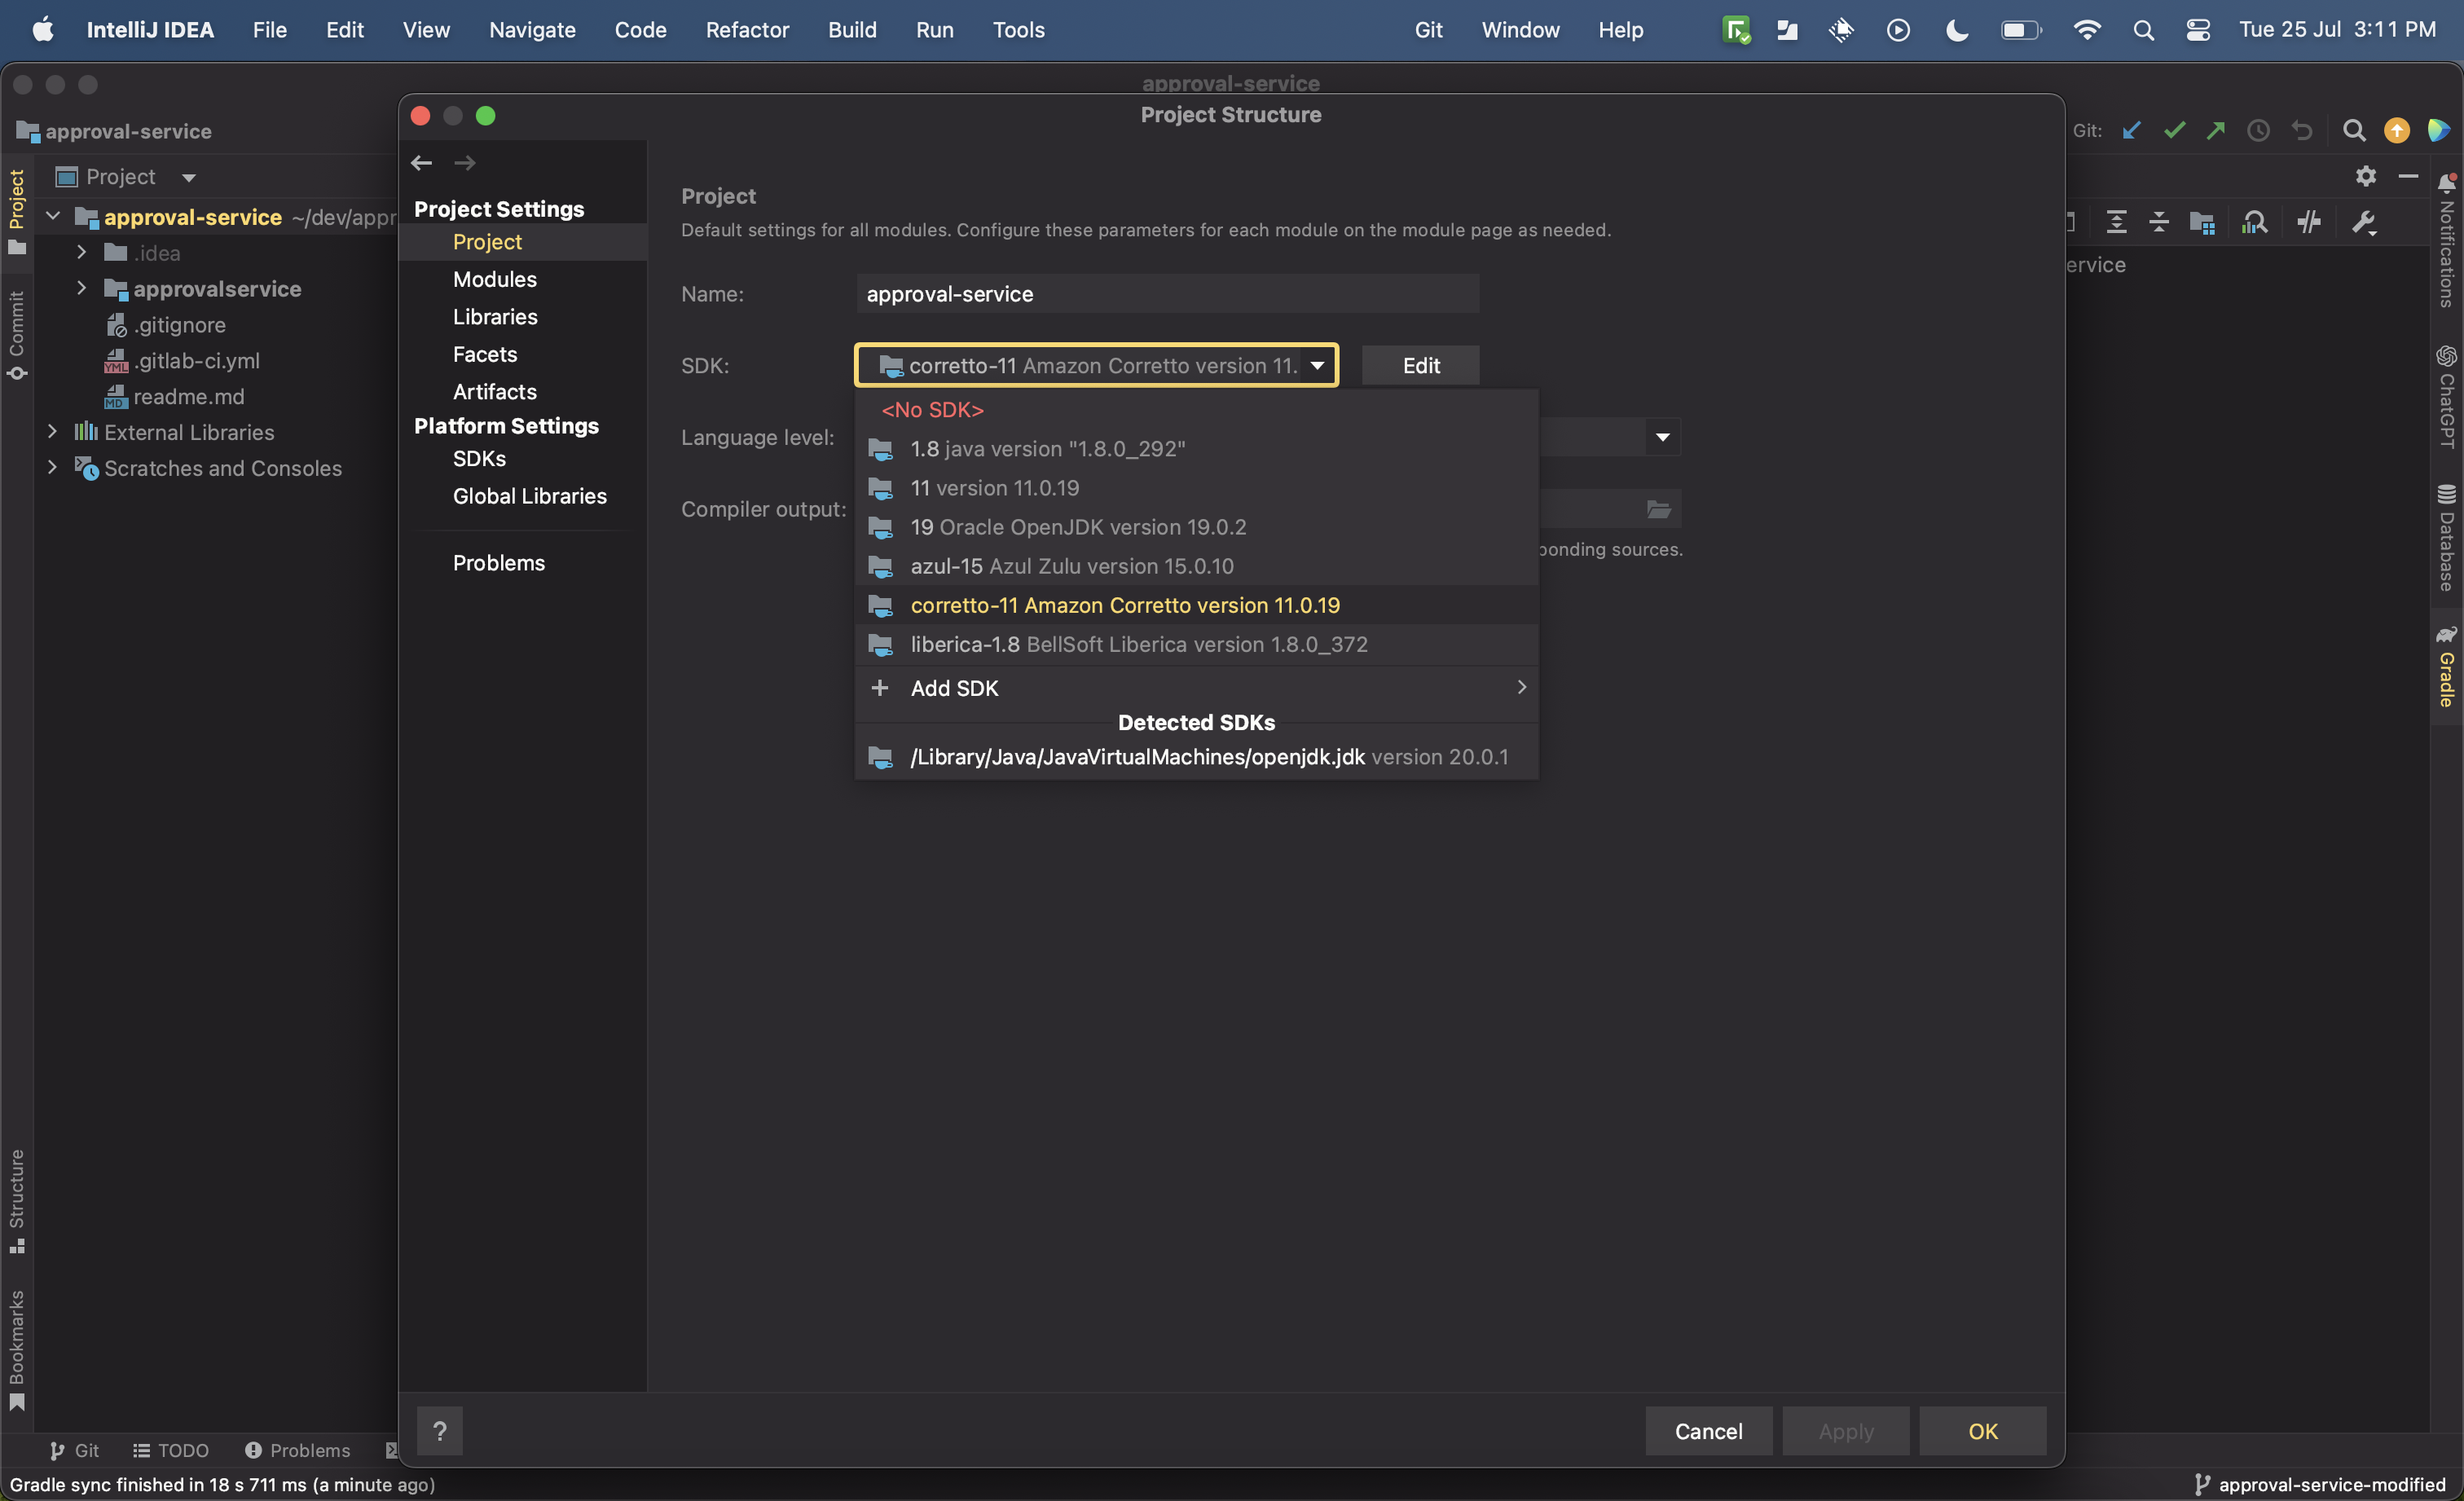 IntelliJ IDEA File Edit View Navigate Code Refactor Build Run Tools Git Window Help Tue 25 Jul 3:11 PM
approval-service
Project Structure
approval-service
Git:
Project
approval-service ~/dev/appr
.idea
approvalservice
.gitignore
YML .gitlab-ci.yml
MD readme.md
External Libraries
Scratches and Consoles
Project
Commit
Structure
Bookmarks
Project Settings
Project
Modules
Libraries
Facets
Artifacts
Platform Settings
SDKs
Global Libraries
Problems
Project
Default settings for all modules. Configure these parameters for each module on the module page as needed.
Name: approval-service
SDK: corretto-11 Amazon Corretto version 11. Edit
<No SDK>
Language level:
1.8 java version "1.8.0_292"
11 version 11.0.19
Compiler output:
19 Oracle OpenJDK version 19.0.2
ponding sources.
azul-15 Azul Zulu version 15.0.10
corretto-11 Amazon Corretto version 11.0.19
liberica-1.8 BellSoft Liberica version 1.8.0_372
+ Add SDK
Detected SDKs
/Library/Java/JavaVirtualMachines/openjdk.jdk version 20.0.1
ervice
Notifications
ChatGPT
Database
Gradle
? Cancel Apply OK
Git TODO Problems
Gradle sync finished in 18 s 711 ms (a minute ago) approval-service-modified